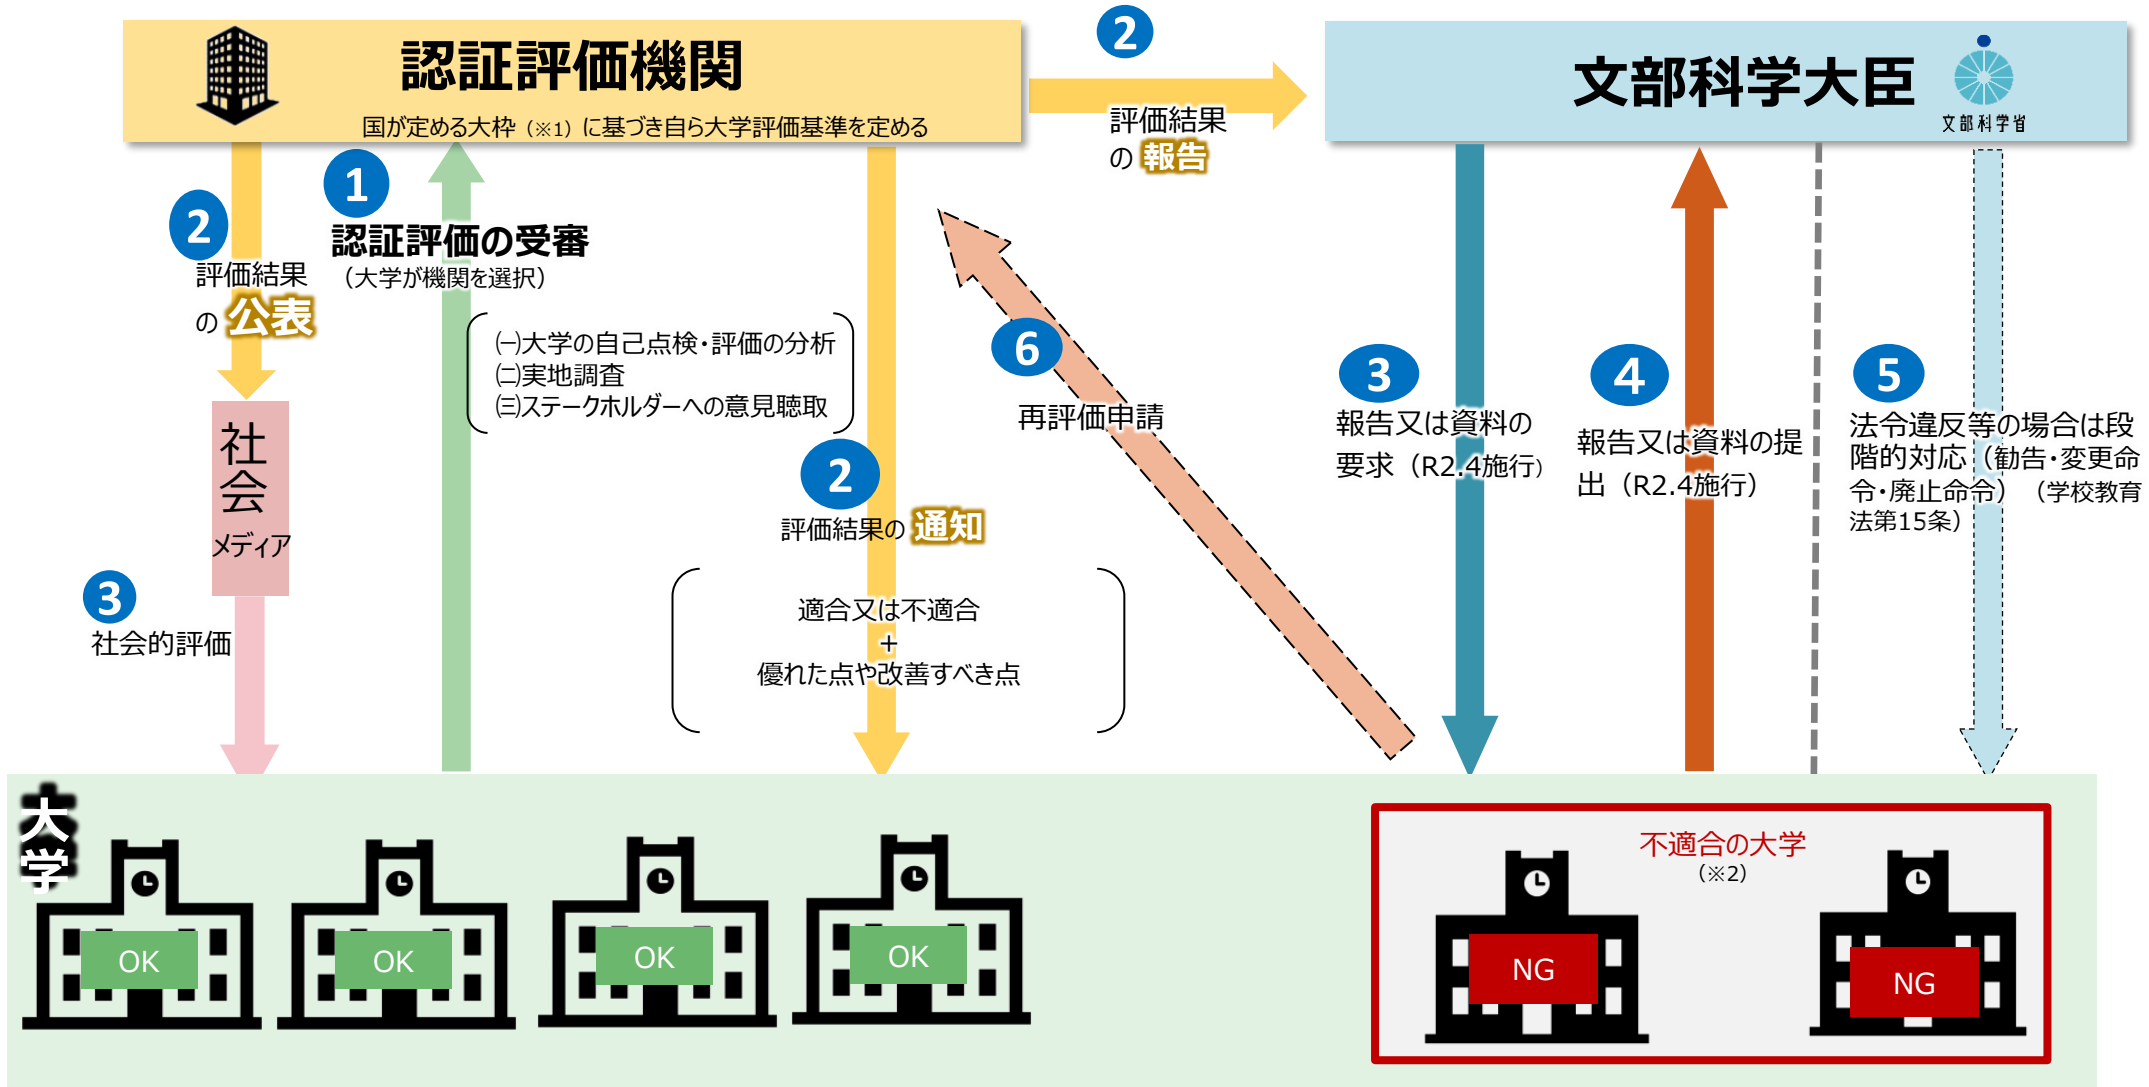 認証評価機関
国が定める大枠（※1）に基づき自ら大学評価基準を定める
2
評価結果
の 報告
文部科学大臣
文部科学省
2
評価結果
の 公表
1
認証評価の受審
（大学が機関を選択）
㈠大学の自己点検・評価の分析
㈡実地調査
㈢ステークホルダーへの意見聴取
2
評価結果の 通知
適合又は不適合
＋
優れた点や改善すべき点
6
再評価申請
3
報告又は資料の
要求（R2.4施行）
4
報告又は資料の提
出（R2.4施行）
5
法令違反等の場合は段
階的対応（勧告・変更命
令・廃止命令）（学校教育
法第15条）
社
会
メディア
3
社会的評価
大
学
OK
OK
OK
OK
不適合の大学
（※2）
NG
NG